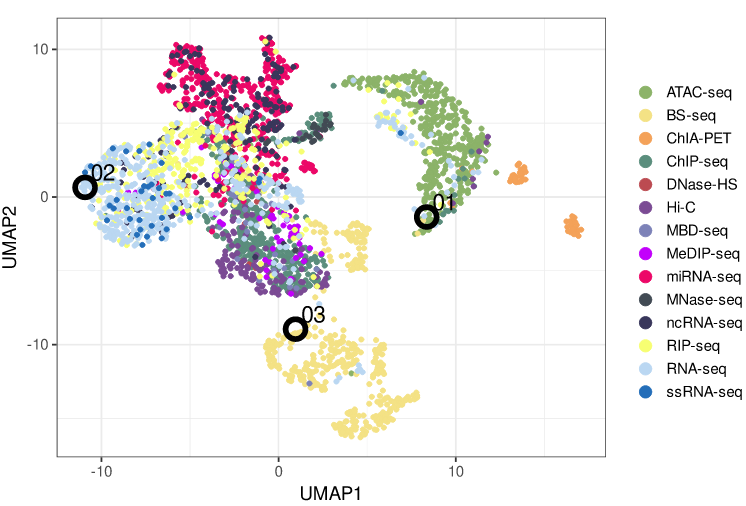 10
0
-10
UMAP2
02
01
03
-10
0
10
UMAP1
ATAC-seq
BS-seq
ChIA-PET
ChIP-seq
DNase-HS
Hi-C
MBD-seq
MeDIP-seq
miRNA-seq
MNase-seq
ncRNA-seq
RIP-seq
RNA-seq
ssRNA-seq